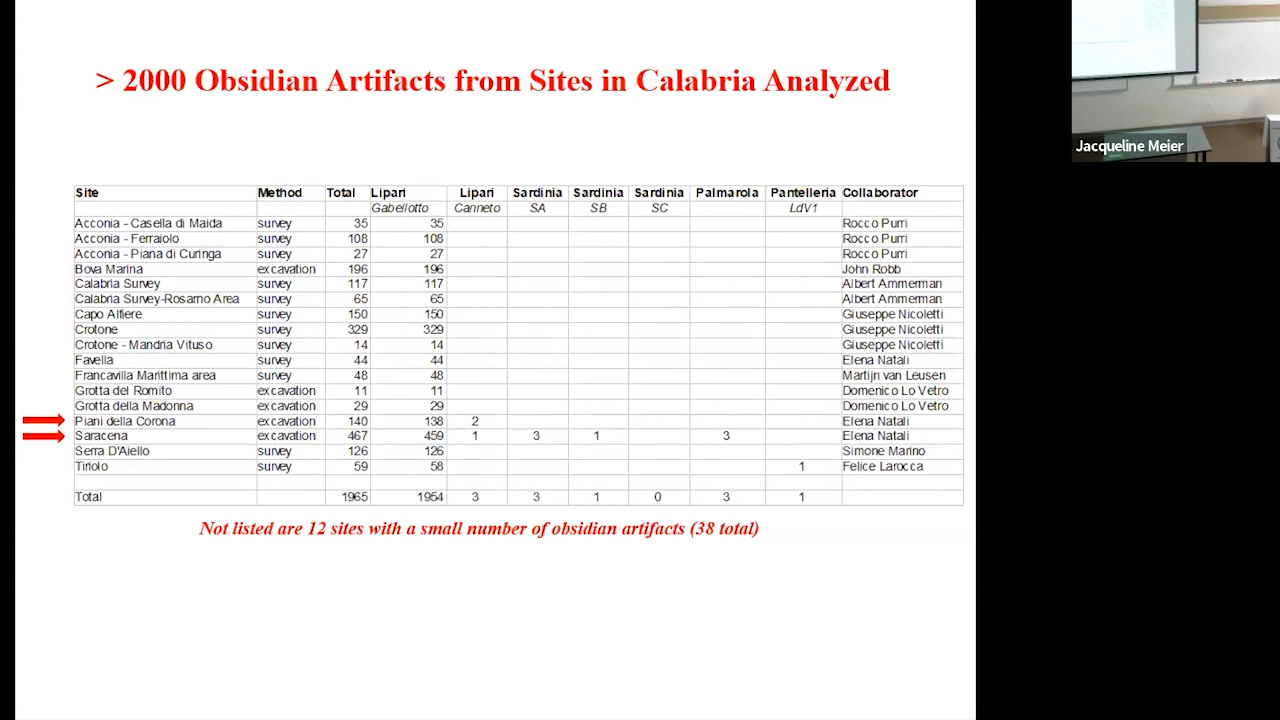 > 2000 Obsidian Artifacts from Sites in Calabria Analyzed
Jacqueline Meier
Site Method Total Lipari Lipari Sardinia Sardinia Sardinia Palmarola Pantelleria Collaborator
Gabellotto Canneto SA SB SC LdV1
Acconia - Casella di Maida survey 35 35 Rocco Purri
Acconia - Ferraiolo survey 108 108 Rocco Purri
Acconia - Piana di Curinga survey 27 27 Rocco Purri
Bova Marina excavation 196 196 John Robb
Calabria Survey survey 117 117 Albert Ammerman
Calabria Survey-Rosarno Area survey 65 65 Albert Ammerman
Capo Alfiere survey 150 150 Giuseppe Nicoletti
Crotone survey 329 329 Giuseppe Nicoletti
Crotone - Mandria Vituso survey 14 14 Giuseppe Nicoletti
Favella survey 44 44 Elena Natali
Francavilla Marittima area survey 48 48 Martijn van Leusen
Grotta del Romito excavation 11 11 Domenico Lo Vetro
Grotta della Madonna excavation 29 29 Domenico Lo Vetro
Piani della Corona excavation 140 138 2 Elena Natali
Saracena excavation 467 459 1 3 1 3 Elena Natali
Serra D'Aiello survey 126 126 Simone Marino
Tiriolo survey 59 58 1 Felice Larocca
Total 1965 1954 3 3 1 0 3 1
Not listed are 12 sites with a small number of obsidian artifacts (38 total)